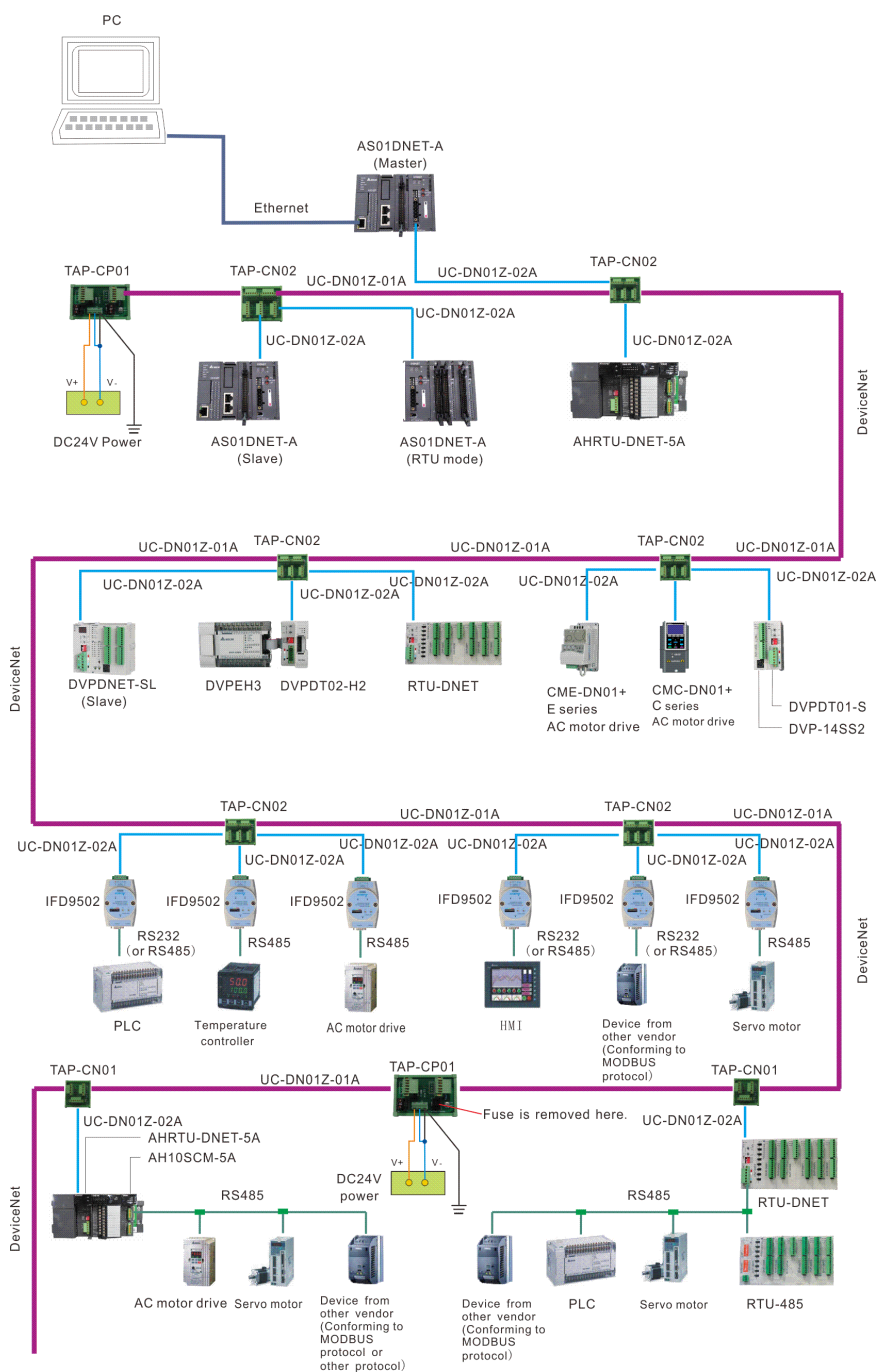 PC
AS01DNET-A
(Master)
Ethernet
TAP-CP01
TAP-CN02
UC-DN01Z-01A
UC-DN01Z-02A
TAP-CN02
UC-DN01Z-02A
UC-DN01Z-02A
UC-DN01Z-02A
V+
V-
DC24V Power
AS01DNET-A
(Slave)
AS01DNET-A
(RTU mode)
AHRTU-DNET-5A
DeviceNet
UC-DN01Z-01A
TAP-CN02
UC-DN01Z-01A
TAP-CN02
UC-DN01Z-01A
UC-DN01Z-02A
UC-DN01Z-02A
UC-DN01Z-02A
UC-DN01Z-02A
UC-DN01Z-02A
DeviceNet
DVPDNET-SL
(Slave)
DVPEH3
DVPDT02-H2
RTU-DNET
CME-DN01+
E series
AC motor drive
CMC-DN01+
C series
AC motor drive
DVPDT01-S
DVP-14SS2
TAP-CN02
UC-DN01Z-01A
TAP-CN02
UC-DN01Z-01A
UC-DN01Z-02A
UC-DN01Z-02A
UC-DN01Z-02A
UC-DN01Z-02A
UC-DN01Z-02A
UC-DN01Z-02A
IFD9502
IFD9502
IFD9502
IFD9502
IFD9502
IFD9502
RS232
(or RS485)
RS485
RS485
RS232
(or RS485)
RS232
(or RS485)
RS485
DeviceNet
50.0
100.0
PLC
Temperature
controller
AC motor drive
HMI
Device from
other vendor
(Conforming to
MODBUS
protocol)
Servo motor
TAP-CN01
UC-DN01Z-01A
TAP-CP01
TAP-CN01
Fuse is removed here.
UC-DN01Z-02A
UC-DN01Z-02A
AHRTU-DNET-5A
AH10SCM-5A
V+
V-
DC24V
power
RTU-DNET
DeviceNet
RS485
RS485
AC motor drive
Servo motor
Device from
other vendor
(Conforming to
MODBUS
protocol or
other protocol)
Device from
other vendor
(Conforming to
MODBUS
protocol)
PLC
Servo motor
RTU-485